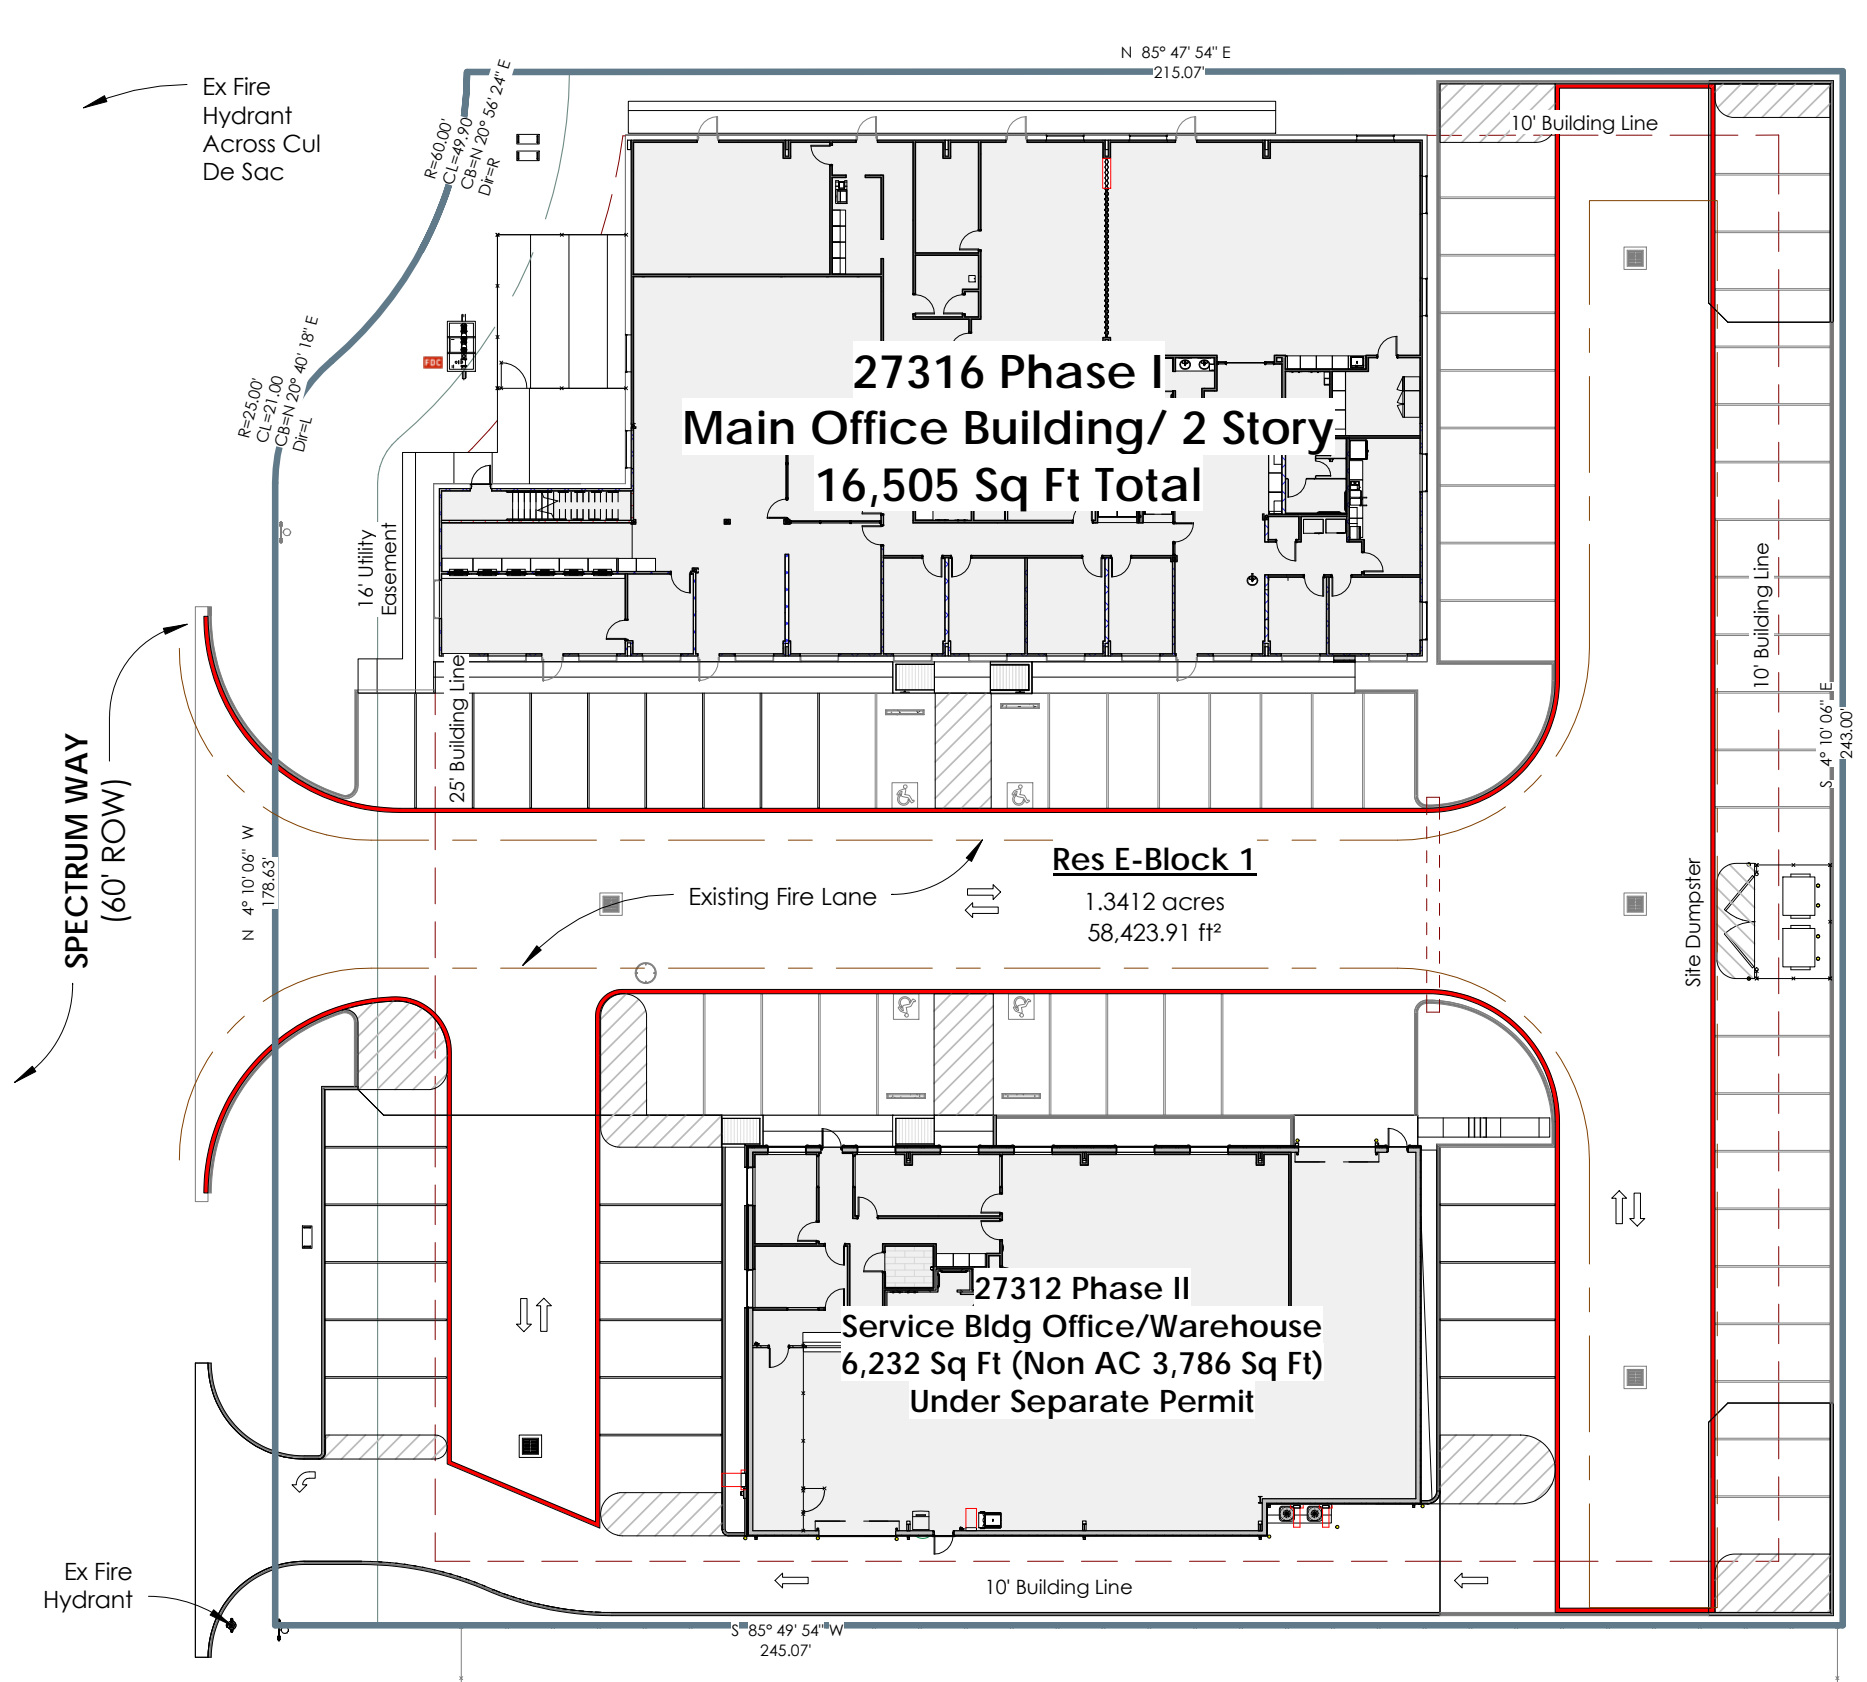 N 85° 47' 54" E
215.07'
Ex Fire
Hydrant
Across Cul
De Sac
R=60.00'
CL=49.90'
CB=N 20° 56' 24" E
Dir=R
10' Building Line
R=25.00'
CL=21.00
CB=N 20° 40' 18" E
Dir=L
FDC
27316 Phase I
Main Office Building/ 2 Story
16,505 Sq Ft Total
16' Utility
Easement
25' Building Line
10' Building Line
S 4° 10' 06" E
243.00'
SPECTRUM WAY
(60' ROW)
N 4° 10' 06" W
178.63'
Existing Fire Lane
Res E-Block 1
1.3412 acres
58,423.91 ft²
Site Dumpster
27312 Phase II
Service Bldg Office/Warehouse
6,232 Sq Ft (Non AC 3,786 Sq Ft)
Under Separate Permit
Ex Fire
Hydrant
10' Building Line
S 85° 49' 54" W
245.07'